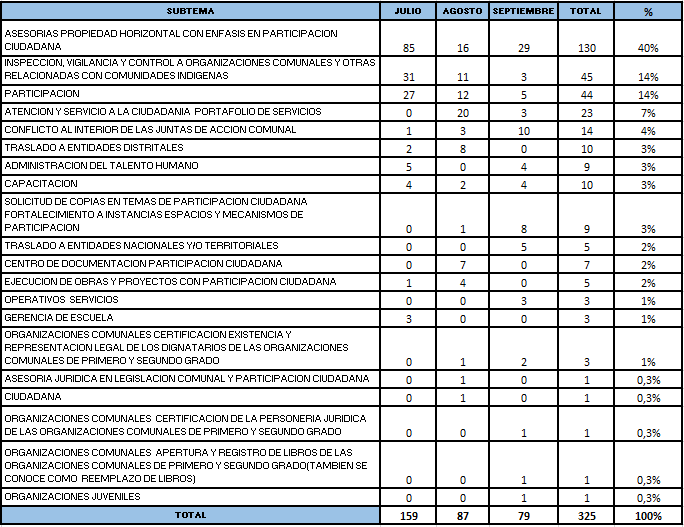 SUBTEMA JULIO AGOSTO SEPTIEMBRE TOTAL %
ASESORIAS PROPIEDAD HORIZONTAL CON ENFASIS EN PARTICIPACION
CIUDADANA 85 16 29 130 40%
INSPECCION, VIGILANCIA Y CONTROL A ORGANIZACIONES COMUNALES Y OTRAS
RELACIONADAS CON COMUNIDADES INDIGENAS 31 11 3 45 14%
PARTICIPACION 27 12 5 44 14%
ATENCION Y SERVICIO A LA CIUDADANIA PORTAFOLIO DE SERVICIOS 0 20 3 23 7%
CONFLICTO AL INTERIOR DE LAS JUNTAS DE ACCION COMUNAL 1 3 10 14 4%
TRASLADO A ENTIDADES DISTRITALES 2 8 0 10 3%
ADMINISTRACION DEL TALENTO HUMANO 5 0 4 9 3%
CAPACITACION 4 2 4 10 3%
SOLICITUD DE COPIAS EN TEMAS DE PARTICIPACION CIUDADANA
FORTALECIMIENTO A INSTANCIAS ESPACIOS Y MECANISMOS DE
PARTICIPACION 0 1 8 9 3%
TRASLADO A ENTIDADES NACIONALES Y/O TERRITORIALES 0 0 5 5 2%
CENTRO DE DOCUMENTACION PARTICIPACION CIUDADANA 0 7 0 7 2%
EJECUCION DE OBRAS Y PROYECTOS CON PARTICIPACION CIUDADANA 1 4 0 5 2%
OPERATIVOS SERVICIOS 0 0 3 3 1%
GERENCIA DE ESCUELA 3 0 0 3 1%
ORGANIZACIONES COMUNALES CERTIFICACION EXISTENCIA Y
REPRESENTACION LEGAL DE LOS DIGNATARIOS DE LAS ORGANIZACIONES
COMUNALES DE PRIMERO Y SEGUNDO GRADO 0 1 2 3 1%
ASESORIA JURIDICA EN LEGISLACION COMUNAL Y PARTICIPACION CIUDADANA 0 1 0 1 0,3%
CIUDADANA 0 1 0 1 0,3%
ORGANIZACIONES COMUNALES CERTIFICACION DE LA PERSONERIA JURIDICA
DE LAS ORGANIZACIONES COMUNALES DE PRIMERO Y SEGUNDO GRADO 0 0 1 1 0,3%
ORGANIZACIONES COMUNALES APERTURA Y REGISTRO DE LIBROS DE LAS
ORGANIZACIONES COMUNALES DE PRIMERO Y SEGUNDO GRADO(TAMBIEN SE
CONOCE COMO REEMPLAZO DE LIBROS) 0 0 1 1 0,3%
ORGANIZACIONES JUVENILES 0 0 1 1 0,3%
TOTAL 159 87 79 325 100%